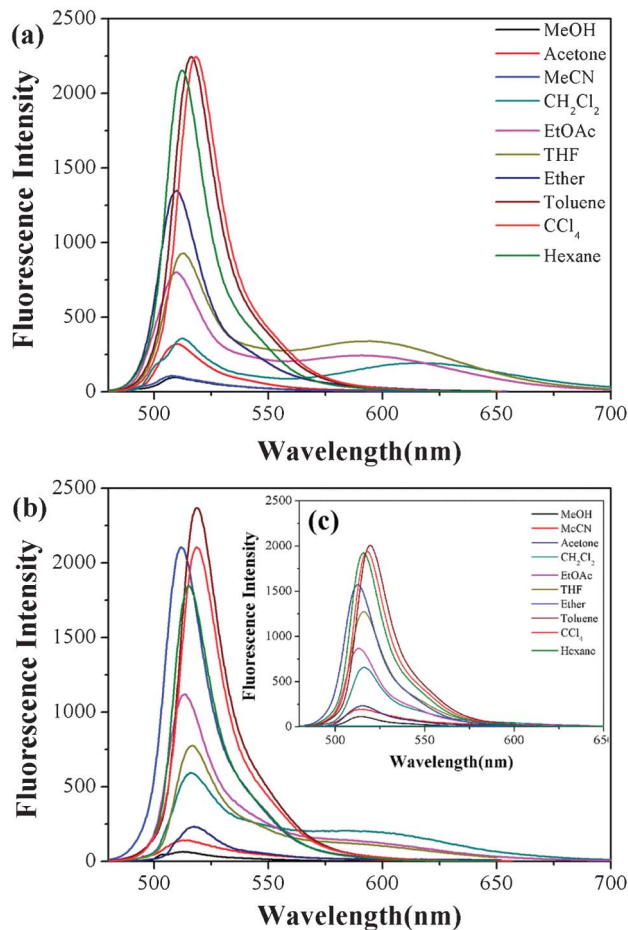 (a)
MeOH
Acetone
MeCN
CH₂Cl₂
EtOAc
THF
Ether
Toluene
CCl₄
Hexane
2500
2000
1500
1000
500
0
Fluorescence Intensity
500 550 600 650 700
Wavelength(nm)
(b)
2500
2000
1500
1000
500
0
Fluorescence Intensity
500 550 600 650 700
Wavelength(nm)
(c)
MeOH
MeCN
Acetone
CH₂Cl₂
EtOAc
THF
Ether
Toluene
CCl₄
Hexane
2500
2000
1500
1000
500
0
Fluorescence Intensity
500 550 600 650
Wavelength(nm)